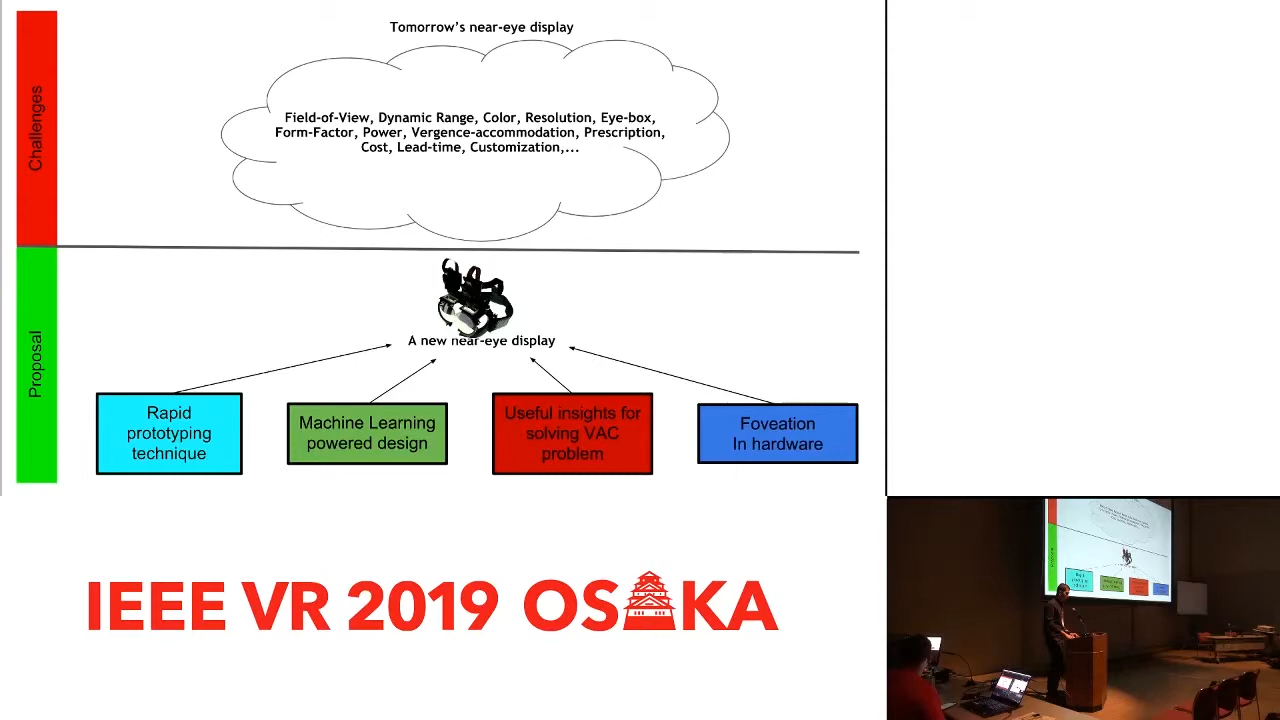 Challenges
Tomorrow's near-eye display
Field-of-View, Dynamic Range, Color, Resolution, Eye-box,
Form-Factor, Power, Vergence-accommodation, Prescription,
Cost, Lead-time, Customization,...
Proposal
A new near-eye display
Rapid
prototyping
technique
Machine Learning
powered design
Useful insights for
solving VAC
problem
Foveation
In hardware
IEEE VR 2019 OSAKA